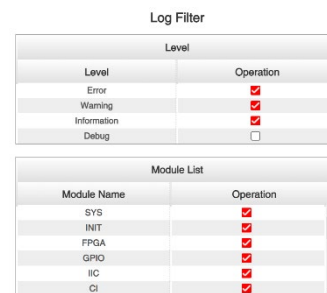 Log Filter
Level
Level Operation
Error
Warning
Information
Debug
Module List
Module Name Operation
SYS
INIT
FPGA
GPIO
IIC
CI